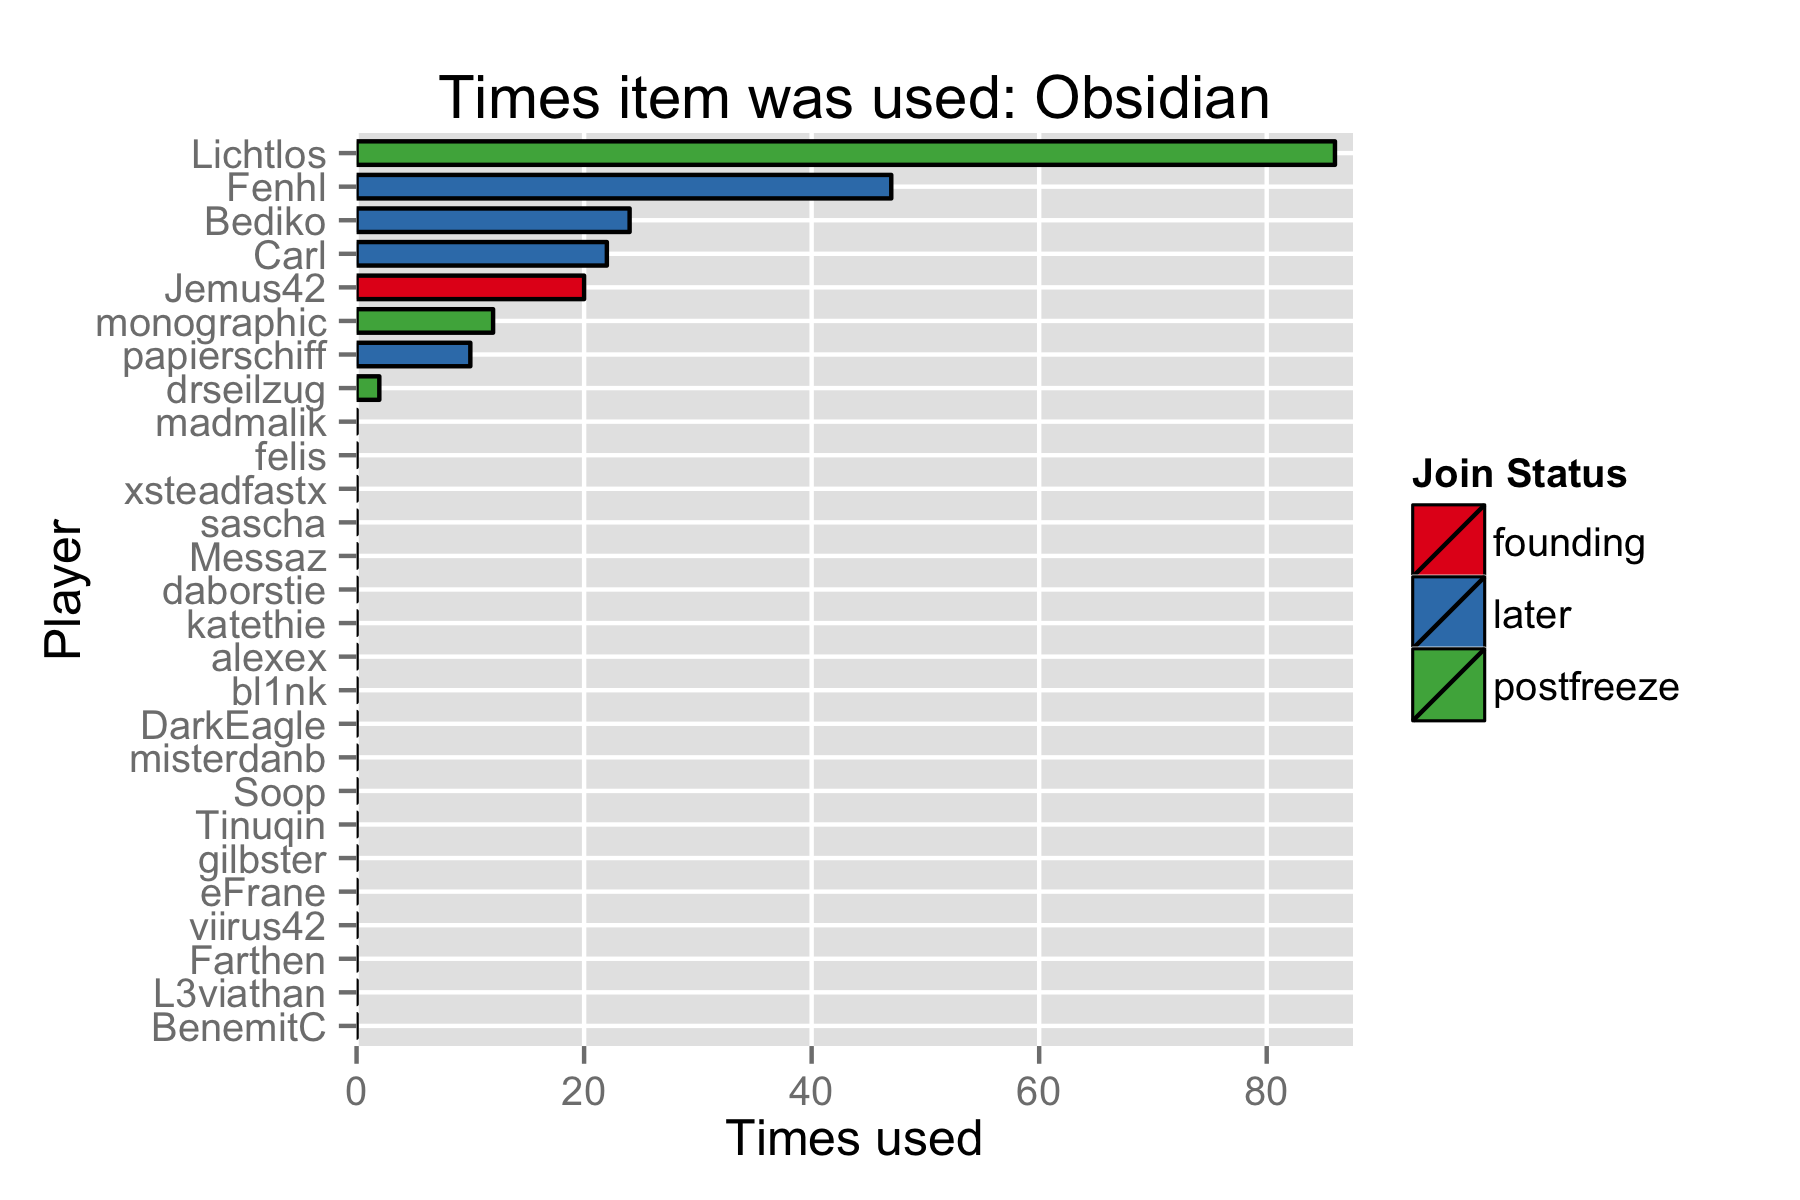 Times item was used: Obsidian
Lichtlos
Fenhl
Bediko
Carl
Jemus42
monographic
papierschiff
drseilzug
madmalik
felis
xsteadfastx
sascha
Messaz
daborstie
katethie
alexex
bl1nk
DarkEagle
misterdanb
Soop
Tinuqin
gilbster
eFrane
viirus42
Farthen
L3viathan
BenemitC
Player
0 20 40 60 80
Times used
Join Status
founding
later
postfreeze